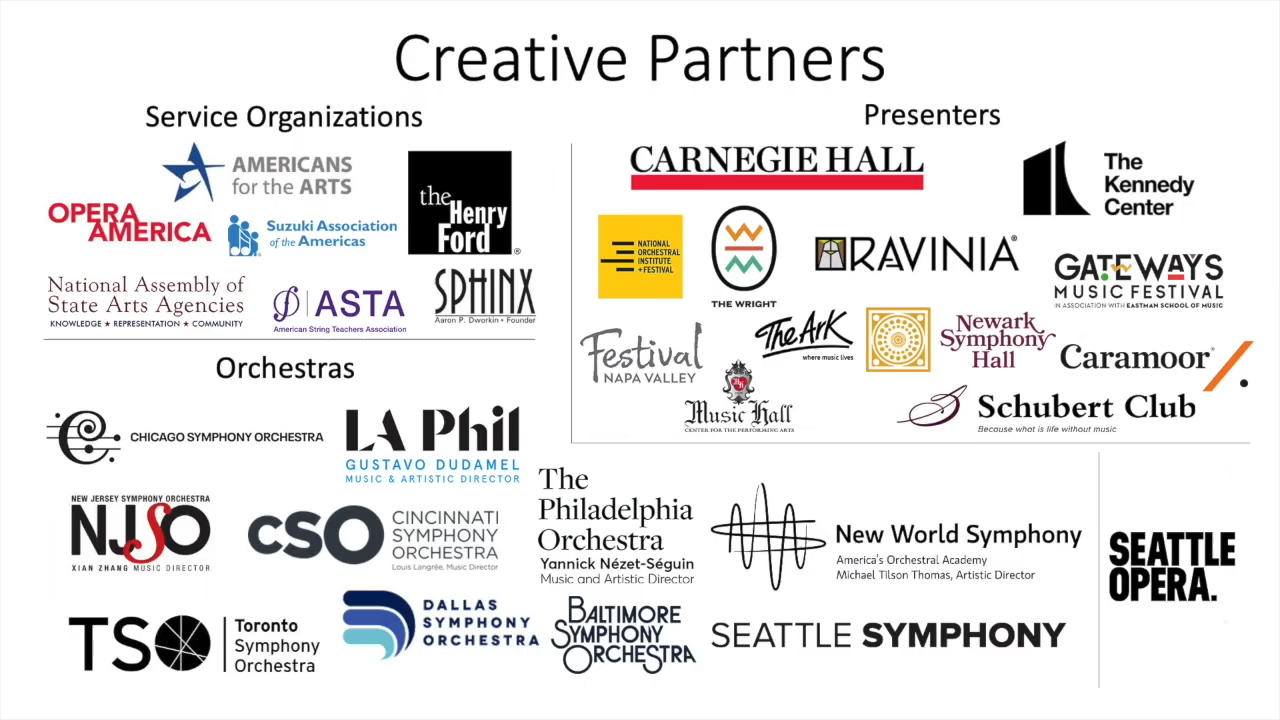 Creative Partners
Service Organizations
AMERICANS
for the ARTS
OPERA
AMERICA
Suzuki Association
of the Americas
the
Henry
Ford
®
National Assembly of
State Arts Agencies
KNOWLEDGE ★ REPRESENTATION ★ COMMUNITY
ASTA
American String Teachers Association
SPHINX
Aaron P. Dworkin • Founder
Presenters
CARNEGIE HALL
The
Kennedy
Center
NATIONAL
ORCHESTRAL
INSTITUTE
+FESTIVAL
THE WRIGHT
RAVINIA®
GATEWAYS
MUSIC FESTIVAL
IN ASSOCIATION WITH EASTMAN SCHOOL OF MUSIC
Festival
NAPA VALLEY
The Ark
where music lives
Newark
Symphony
Hall
Caramoor
Music Hall
CENTER FOR THE PERFORMING ARTS
Schubert Club
Because what is life without music
Orchestras
CHICAGO SYMPHONY ORCHESTRA
LA Phil
GUSTAVO DUDAMEL
MUSIC & ARTISTIC DIRECTOR
NEW JERSEY SYMPHONY ORCHESTRA
NJSO
XIAN ZHANG MUSIC DIRECTOR
CSO
CINCINNATI
SYMPHONY
ORCHESTRA
Louis Langrée, Music Director
The
Philadelphia
Orchestra
Yannick Nézet-Séguin
Music and Artistic Director
New World Symphony
America's Orchestral Academy
Michael Tilson Thomas, Artistic Director
TSO
Toronto
Symphony
Orchestra
DALLAS
SYMPHONY
ORCHESTRA
BALTIMORE
SYMPHONY
ORCHESTRA
SEATTLE SYMPHONY
SEATTLE
OPERA.